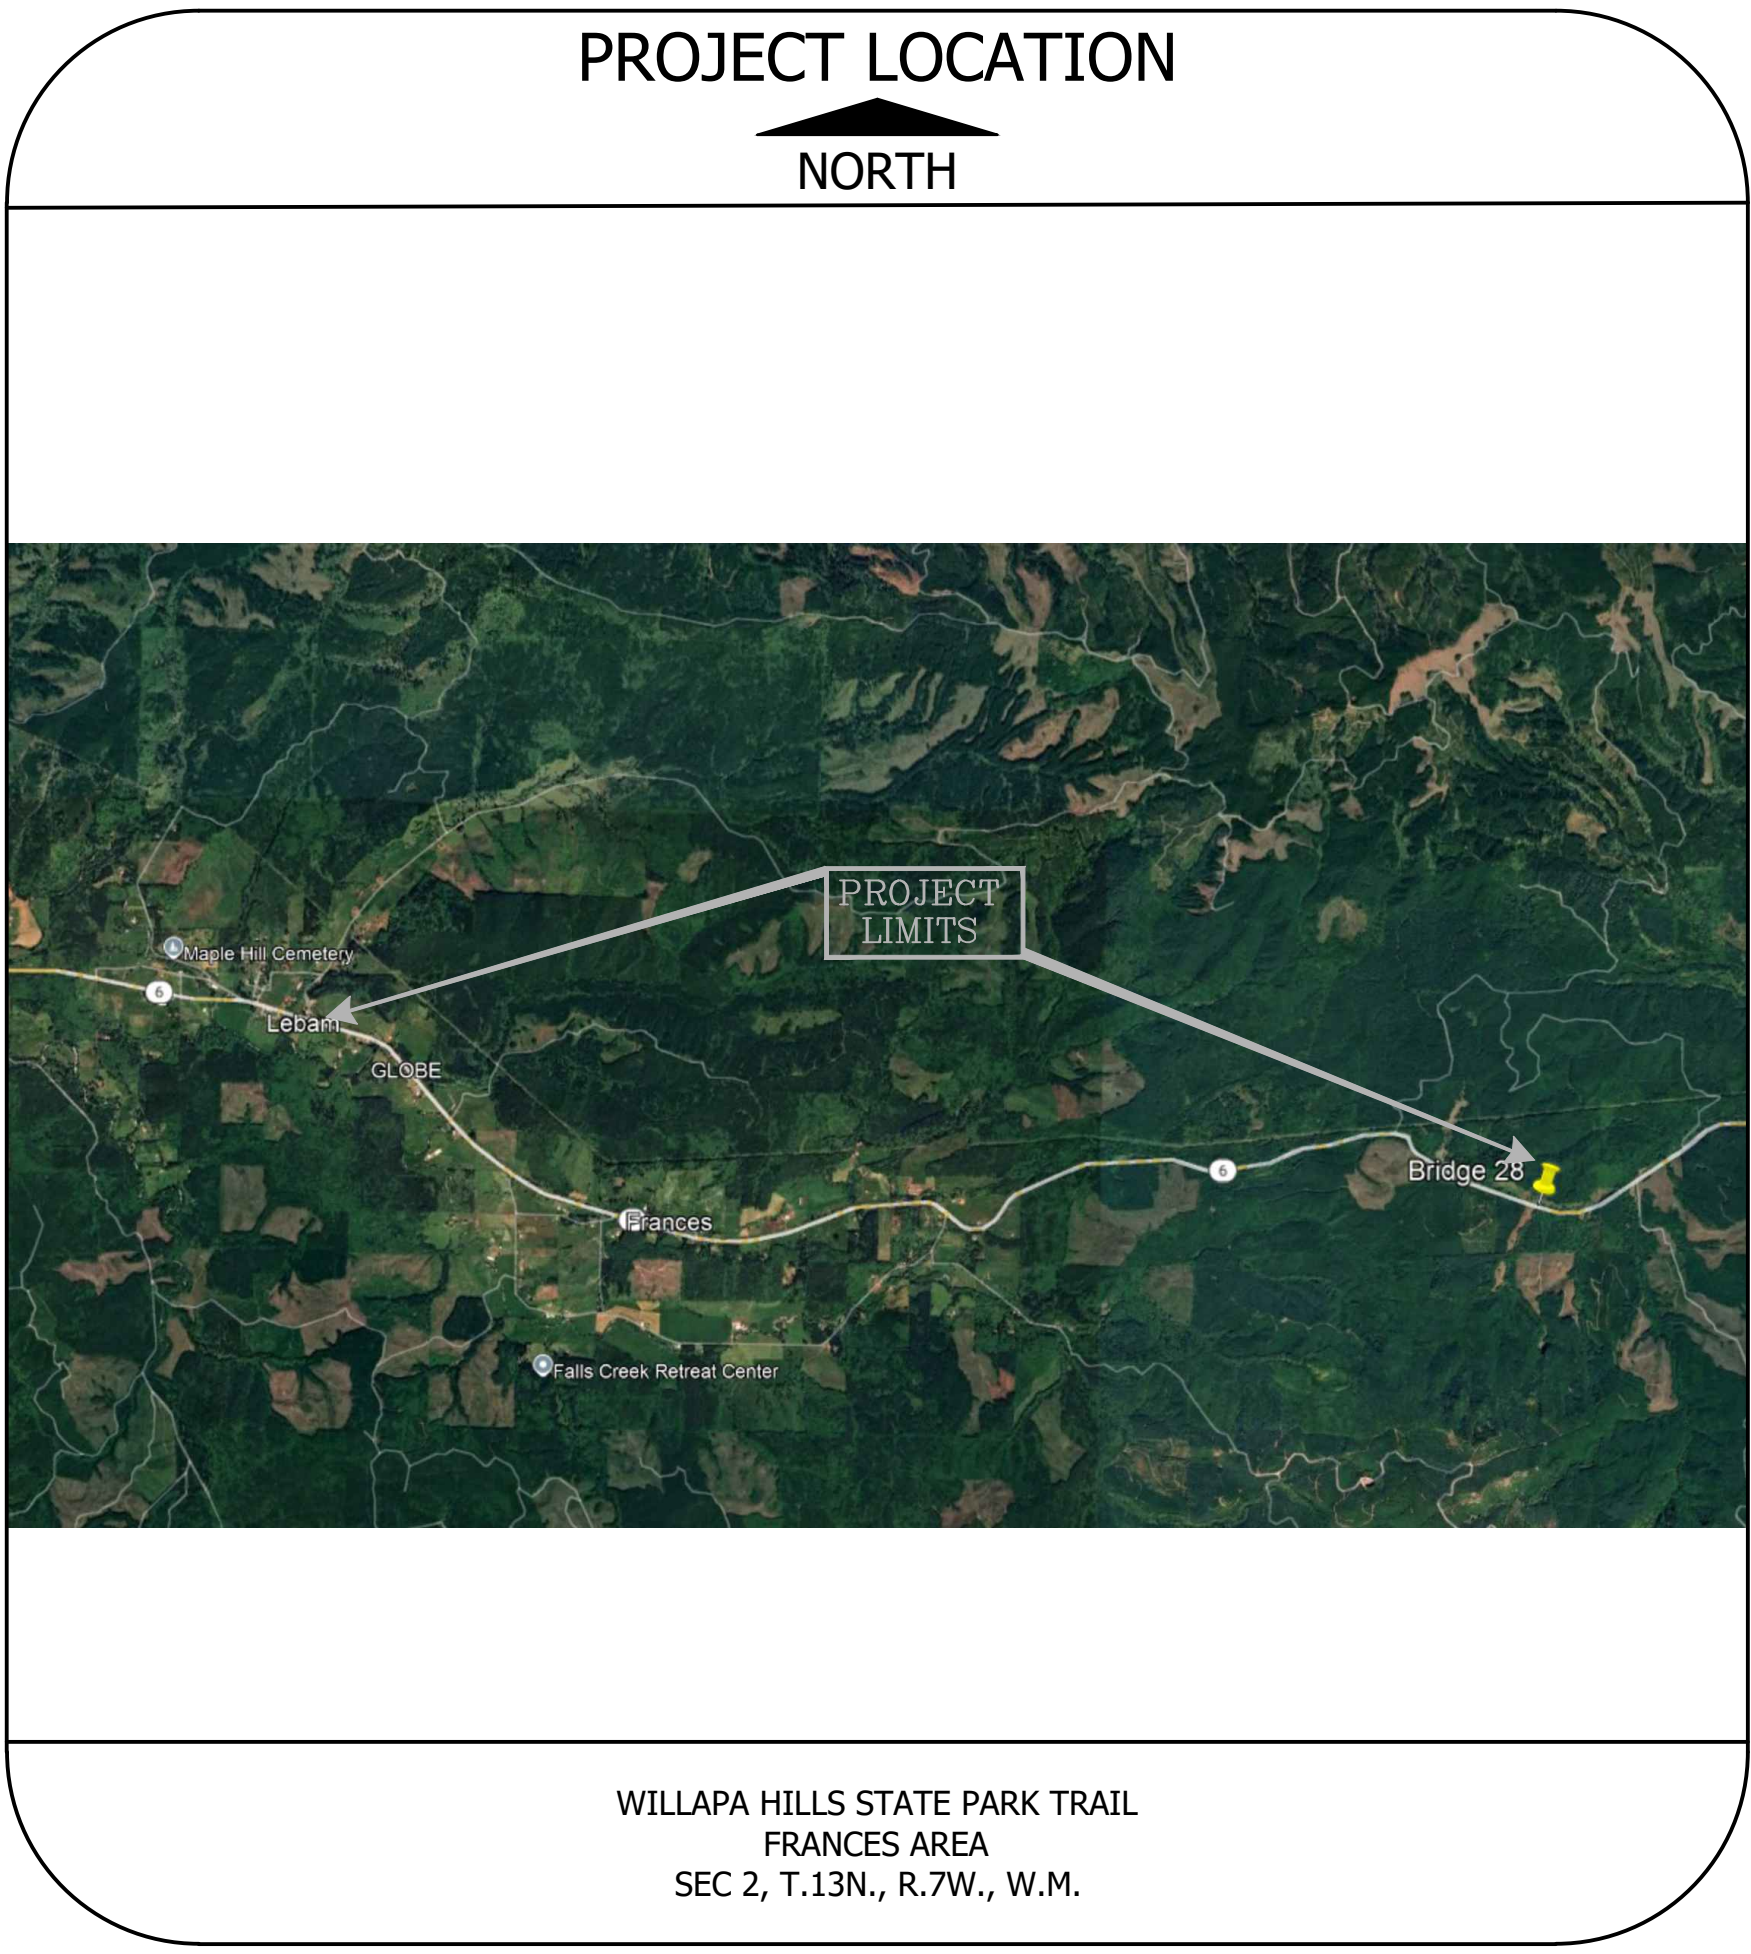 PROJECT LOCATION
NORTH
PROJECT
LIMITS
Maple Hill Cemetery
6
Lebam
GLOBE
6
Bridge 28
Frances
Falls Creek Retreat Center
WILLAPA HILLS STATE PARK TRAIL
FRANCES AREA
SEC 2, T.13N., R.7W., W.M.